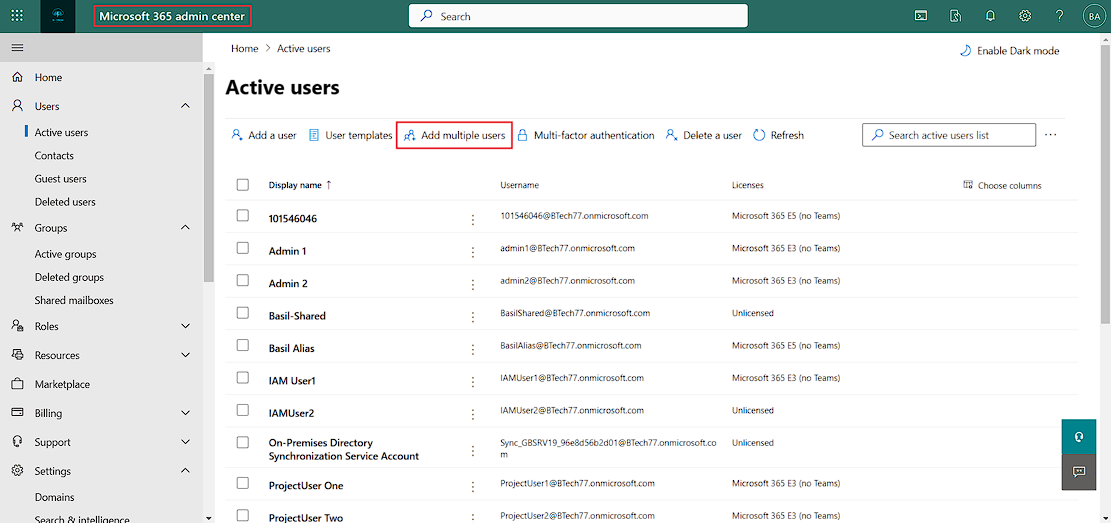 Microsoft 365 admin center
Search
BA
Home > Active users
Enable Dark mode
Active users
Add a user
User templates
Add multiple users
Multi-factor authentication
Delete a user
Refresh
Search active users list
Display name ↑
Username
Licenses
Choose columns
101546046
101546046@BTech77.onmicrosoft.com
Microsoft 365 E5 (no Teams)
Admin 1
admin1@BTech77.onmicrosoft.com
Microsoft 365 E3 (no Teams)
Admin 2
admin2@BTech77.onmicrosoft.com
Microsoft 365 E3 (no Teams)
Basil-Shared
BasilShared@BTech77.onmicrosoft.com
Unlicensed
Basil Alias
BasilAlias@BTech77.onmicrosoft.com
Microsoft 365 E5 (no Teams)
IAM User1
IAMUser1@BTech77.onmicrosoft.com
Microsoft 365 E3 (no Teams)
IAMUser2
IAMUser2@BTech77.onmicrosoft.com
Unlicensed
On-Premises Directory
Synchronization Service Account
Sync_GBSRV19_96e8d56b2d01@BTech77.onmicrosoft.co
m
Unlicensed
ProjectUser One
ProjectUser1@BTech77.onmicrosoft.com
Microsoft 365 E3 (no Teams)
ProjectUser Two
ProjectUser2@BTech77.onmicrosoft.com
Microsoft 365 E3 (no Teams)
Home
Users
Active users
Contacts
Guest users
Deleted users
Groups
Active groups
Deleted groups
Shared mailboxes
Roles
Resources
Marketplace
Billing
Support
Settings
Domains
Search & intelligence